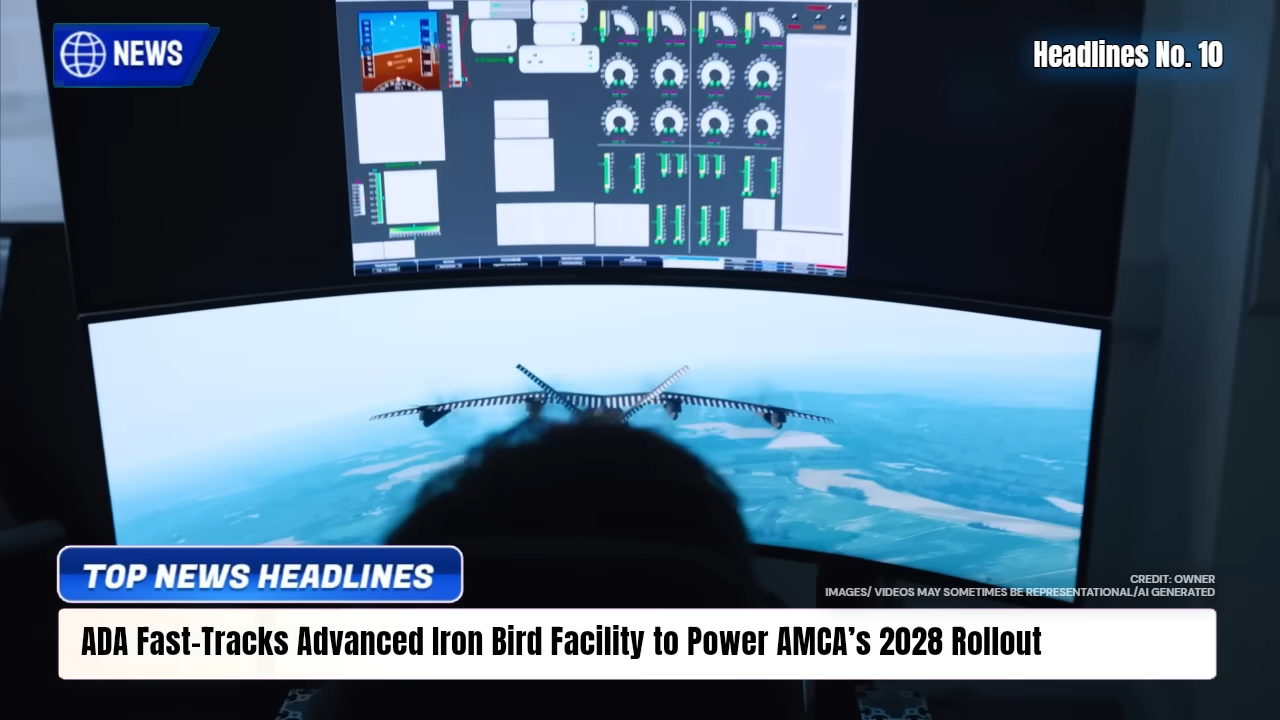 NEWS
Headlines No. 10
TOP NEWS HEADLINES
CREDIT: OWNER
IMAGES/ VIDEOS MAY SOMETIMES BE REPRESENTATIONAL/AI GENERATED
ADA Fast-Tracks Advanced Iron Bird Facility to Power AMCA’s 2028 Rollout